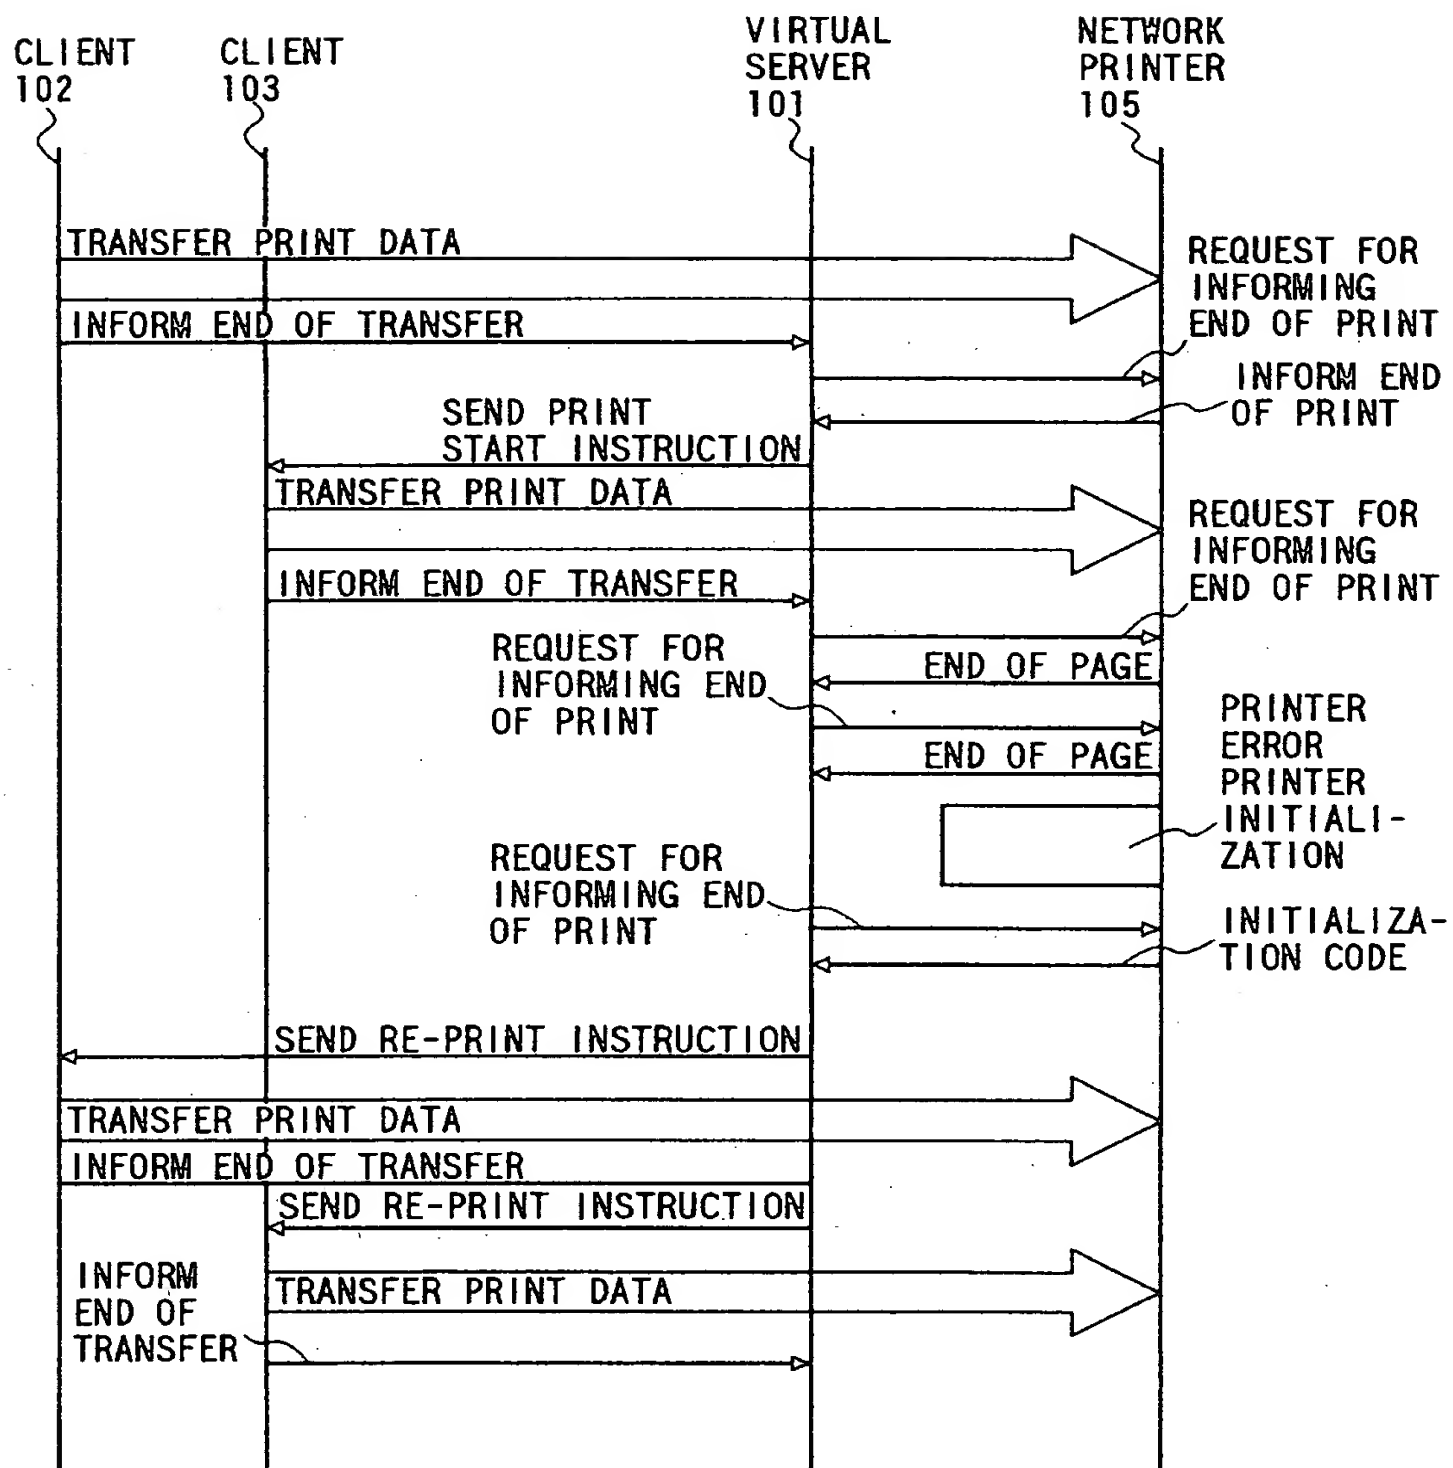 CLIENT
102
CLIENT
103
VIRTUAL
SERVER
101
NETWORK
PRINTER
105
TRANSFER PRINT DATA
REQUEST FOR
INFORMING
END OF PRINT
INFORM END OF TRANSFER
INFORM END
OF PRINT
SEND PRINT
START INSTRUCTION
TRANSFER PRINT DATA
REQUEST FOR
INFORMING
END OF PRINT
INFORM END OF TRANSFER
REQUEST FOR
INFORMING END
OF PRINT
END OF PAGE
END OF PAGE
PRINTER
ERROR
PRINTER
INITIALI-
ZATION
REQUEST FOR
INFORMING END
OF PRINT
INITIALIZA-
TION CODE
SEND RE-PRINT INSTRUCTION
TRANSFER PRINT DATA
INFORM END OF TRANSFER
SEND RE-PRINT INSTRUCTION
INFORM
END OF
TRANSFER
TRANSFER PRINT DATA